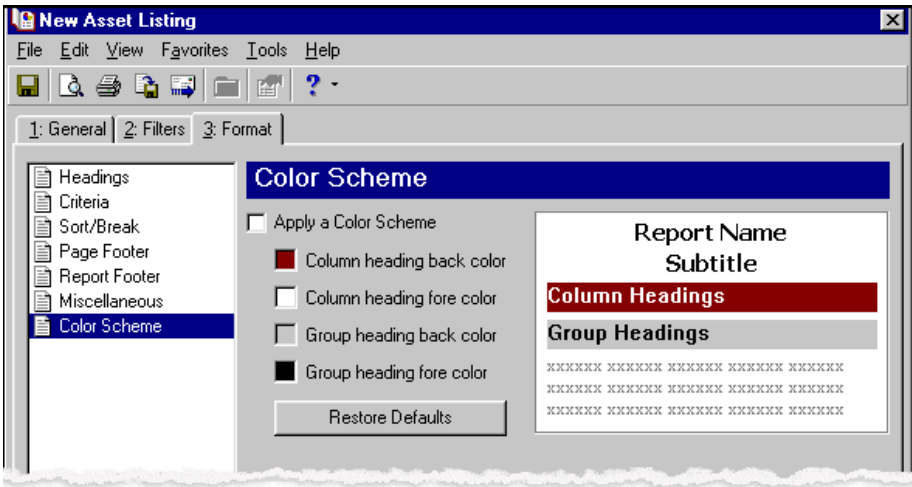 New Asset Listing
File Edit View Favorites Tools Help
1: General 2: Filters 3: Format
Headings
Criteria
Sort/Break
Page Footer
Report Footer
Miscellaneous
Color Scheme
Color Scheme
Apply a Color Scheme
Column heading back color
Column heading fore color
Group heading back color
Group heading fore color
Restore Defaults
Report Name
Subtitle
Column Headings
Group Headings
xxxxxx xxxxxx xxxxxx xxxxxx xxxxxx
xxxxxx xxxxxx xxxxxx xxxxxx xxxxxx
xxxxxx xxxxxx xxxxxx xxxxxx xxxxxx